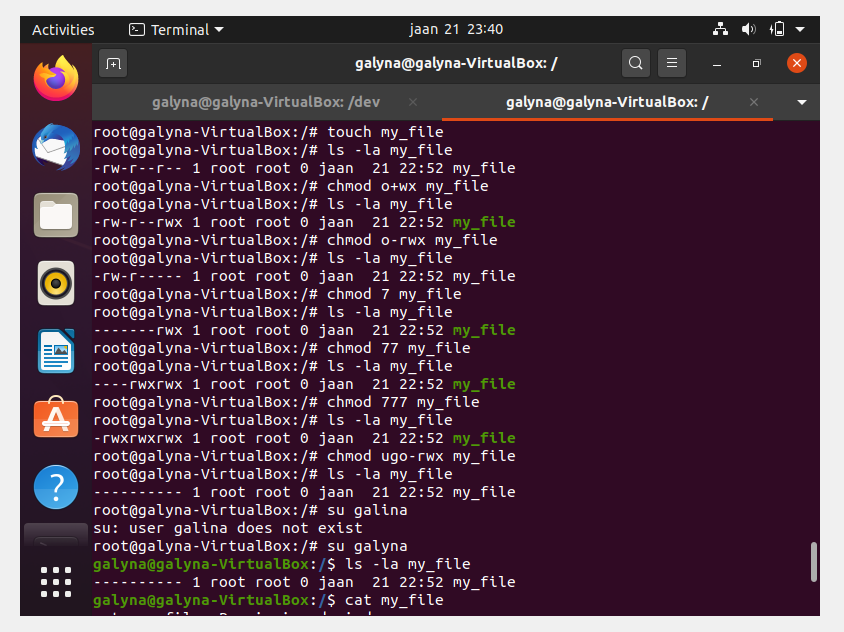 Activities Terminal jaan 21 23:40
galyna@galyna-VirtualBox: /
galyna@galyna-VirtualBox: /dev galyna@galyna-VirtualBox: /
root@galyna-VirtualBox:/# touch my_file
root@galyna-VirtualBox:/# ls -la my_file
-rw-r--r-- 1 root root 0 jaan  21 22:52 my_file
root@galyna-VirtualBox:/# chmod o+wx my_file
root@galyna-VirtualBox:/# ls -la my_file
-rw-r--rwx 1 root root 0 jaan  21 22:52 my_file
root@galyna-VirtualBox:/# chmod o-rwx my_file
root@galyna-VirtualBox:/# ls -la my_file
-rw-r----- 1 root root 0 jaan  21 22:52 my_file
root@galyna-VirtualBox:/# chmod 7 my_file
root@galyna-VirtualBox:/# ls -la my_file
-------rwx 1 root root 0 jaan  21 22:52 my_file
root@galyna-VirtualBox:/# chmod 77 my_file
root@galyna-VirtualBox:/# ls -la my_file
----rwxrwx 1 root root 0 jaan  21 22:52 my_file
root@galyna-VirtualBox:/# chmod 777 my_file
root@galyna-VirtualBox:/# ls -la my_file
-rwxrwxrwx 1 root root 0 jaan  21 22:52 my_file
root@galyna-VirtualBox:/# chmod ugo-rwx my_file
root@galyna-VirtualBox:/# ls -la my_file
---------- 1 root root 0 jaan  21 22:52 my_file
root@galyna-VirtualBox:/# su galina
su: user galina does not exist
root@galyna-VirtualBox:/# su galyna
galyna@galyna-VirtualBox:/$ ls -la my_file
---------- 1 root root 0 jaan  21 22:52 my_file
galyna@galyna-VirtualBox:/$ cat my_file